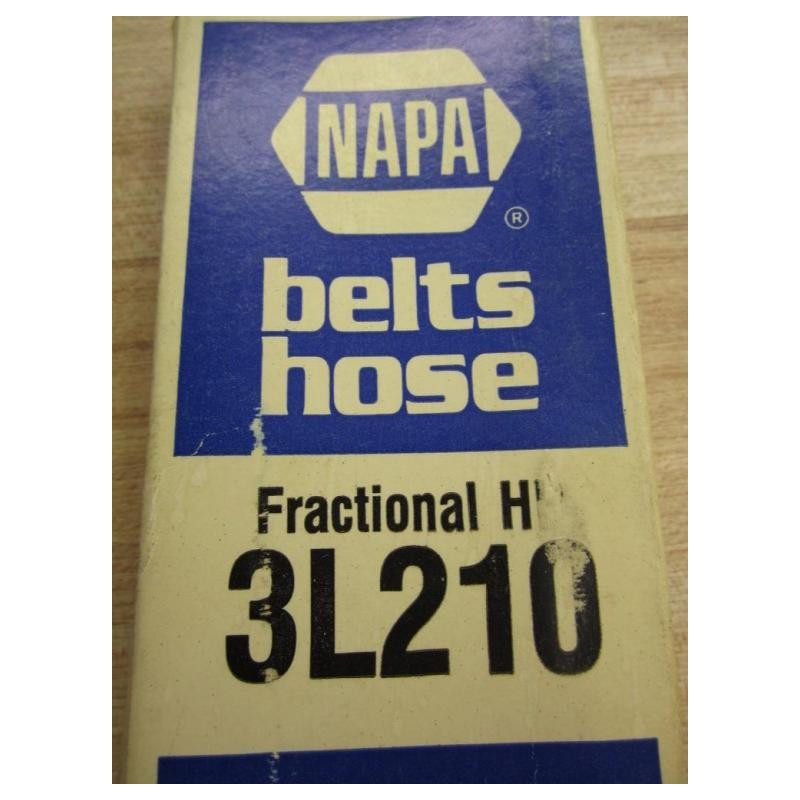 NAPA
®
belts
hose
Fractional
3L210